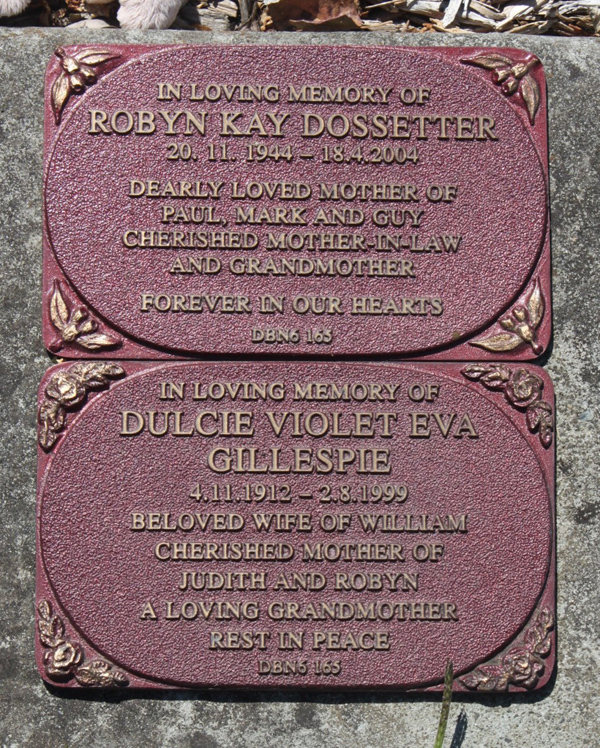 IN LOVING MEMORY OF
ROBYN KAY DOSSETTER
20. 11. 1944 – 18.4.2004
DEARLY LOVED MOTHER OF
PAUL, MARK AND GUY
CHERISHED MOTHER-IN-LAW
AND GRANDMOTHER
FOREVER IN OUR HEARTS
DBN6 165
IN LOVING MEMORY OF
DULCIE VIOLET EVA
GILLESPIE
4.11.1912 – 2.8.1999
BELOVED WIFE OF WILLIAM
CHERISHED MOTHER OF
JUDITH AND ROBYN
A LOVING GRANDMOTHER
REST IN PEACE
DBN6 165